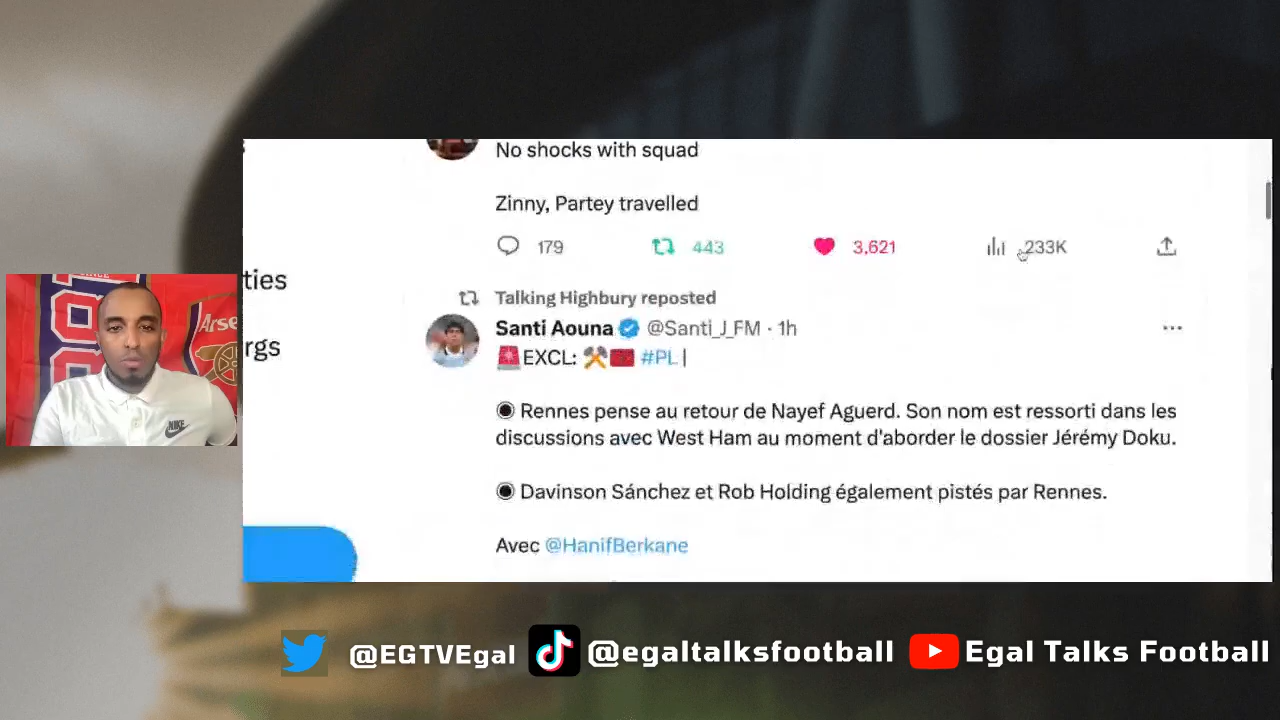 No shocks with squad
Zinny, Partey travelled
179 443 3,621 233K
ties
Talking Highbury reposted
Santi Aouna @Santi_J_FM · 1h
rgs
EXCL: #PL |
Rennes pense au retour de Nayef Aguerd. Son nom est ressorti dans les
discussions avec West Ham au moment d'aborder le dossier Jérémy Doku.
Davinson Sánchez et Rob Holding également pistés par Rennes.
Avec @HanifBerkane
SINCE
Arse
NIKE
@EGTVEgal @egaltalksfootball Egal Talks Football